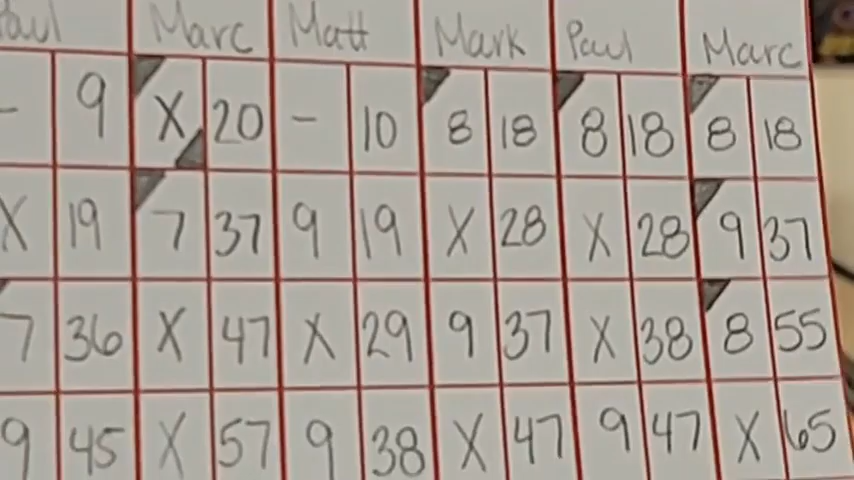 Paul Marc Matt Mark Paul Marc
- 9 X 20 - 10 8 18 8 18 8 18
X 19 7 37 9 19 X 28 X 28 9 37
7 36 X 47 X 29 9 37 X 38 8 55
9 45 X 57 9 38 X 47 9 47 X 65